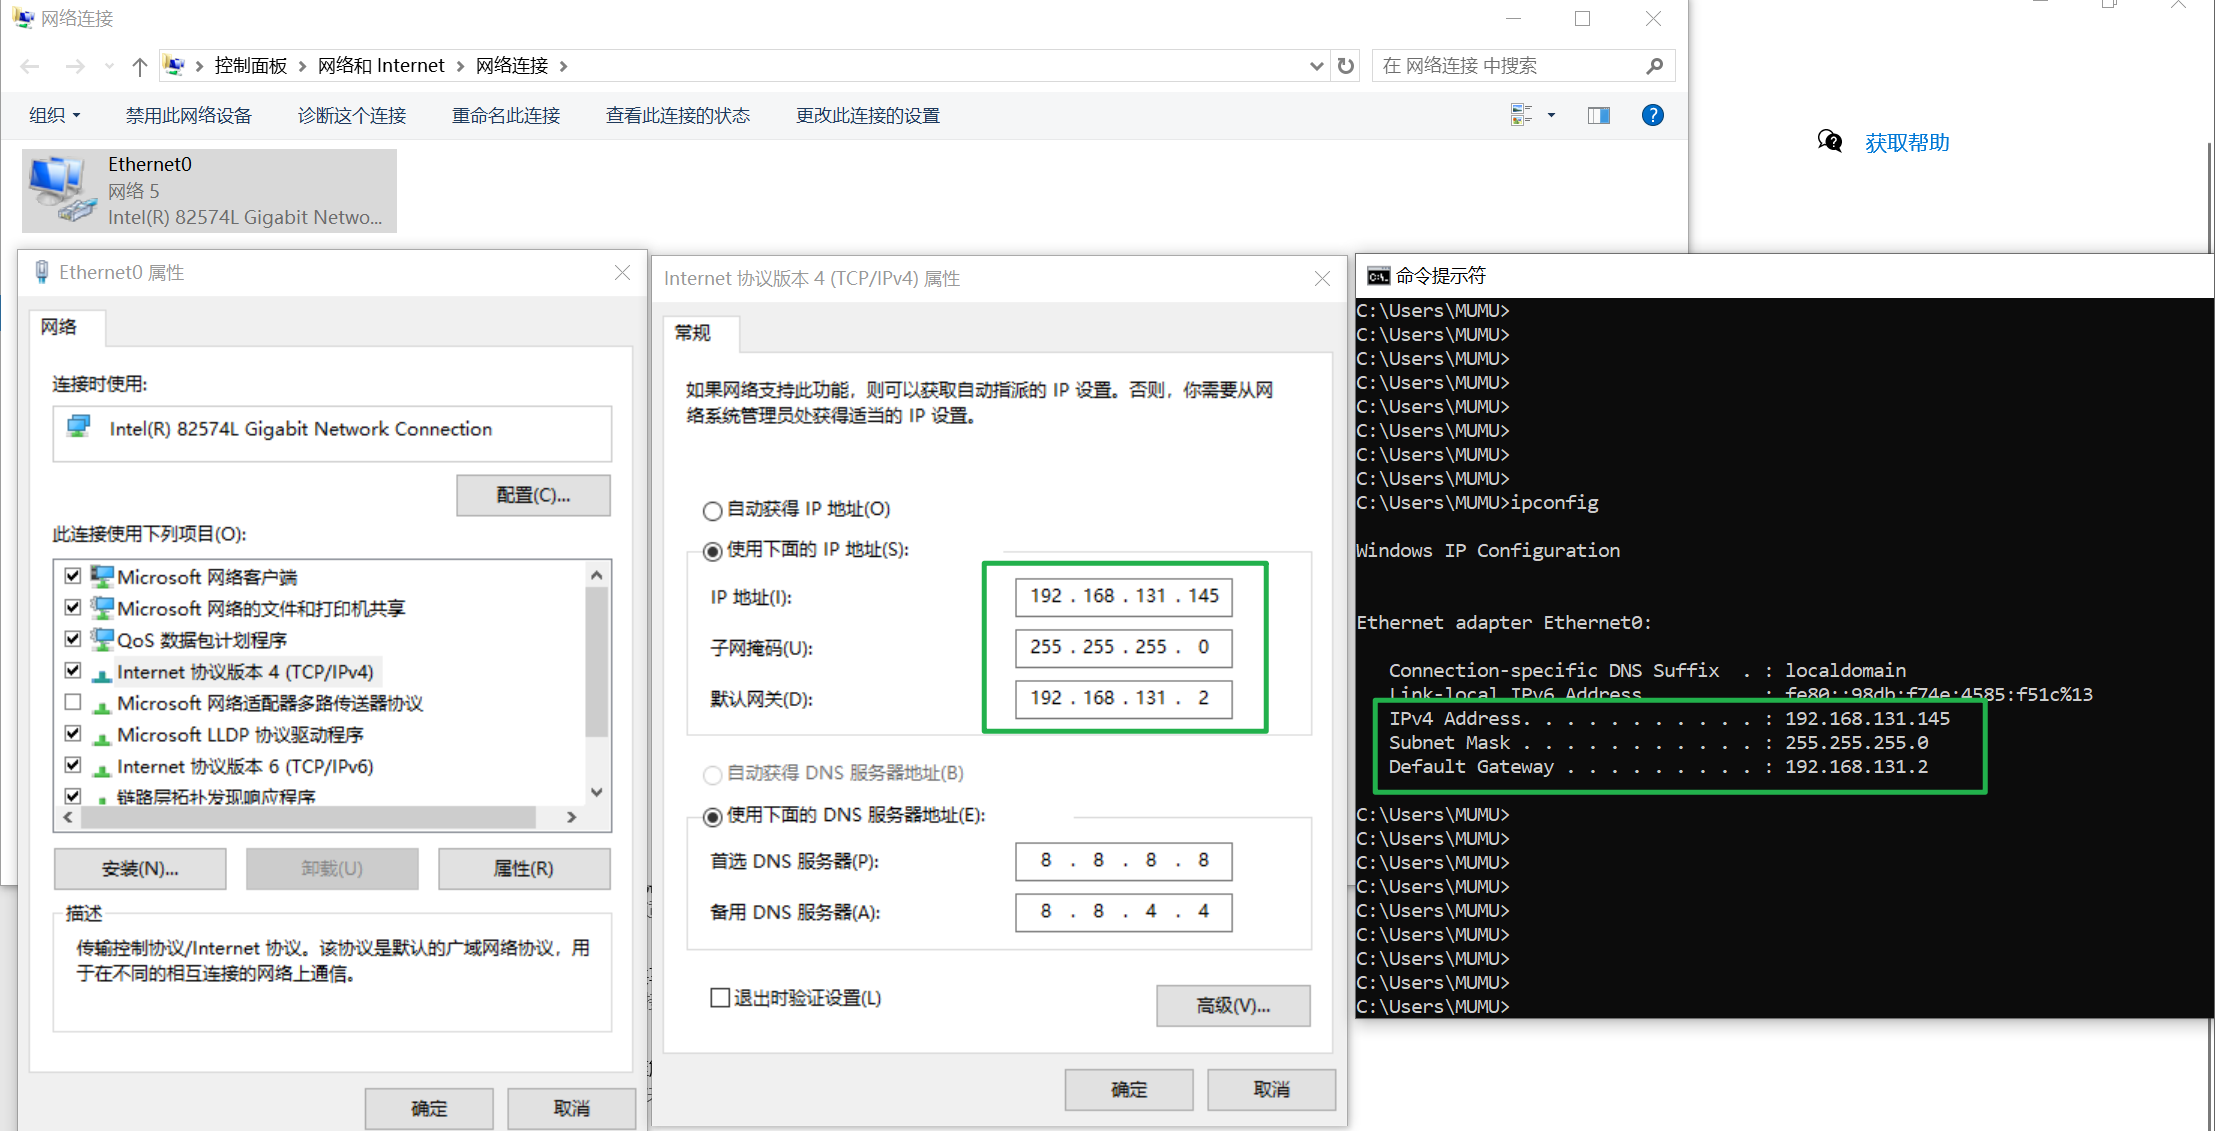 网络连接
控制面板 > 网络和 Internet > 网络连接 >
在 网络连接 中搜索
组织
禁用此网络设备
诊断这个连接
重命名此连接
查看此连接的状态
更改此连接的设置
获取帮助
Ethernet0
网络 5
Intel(R) 82574L Gigabit Netwo...
Ethernet0 属性
网络
连接时使用:
Intel(R) 82574L Gigabit Network Connection
配置(C)...
此连接使用下列项目(O):
Microsoft 网络客户端
Microsoft 网络的文件和打印机共享
QoS 数据包计划程序
Internet 协议版本 4 (TCP/IPv4)
Microsoft 网络适配器多路传送器协议
Microsoft LLDP 协议驱动程序
Internet 协议版本 6 (TCP/IPv6)
链路层拓扑发现响应程序
安装(N)...
卸载(U)
属性(R)
描述
传输控制协议/Internet 协议。该协议是默认的广域网络协议，用
于在不同的相互连接的网络上通信。
确定
取消
Internet 协议版本 4 (TCP/IPv4) 属性
常规
如果网络支持此功能，则可以获取自动指派的 IP 设置。否则，你需要从网
络系统管理员处获得适当的 IP 设置。
自动获得 IP 地址(O)
使用下面的 IP 地址(S):
IP 地址(I):
192 . 168 . 131 . 145
子网掩码(U):
255 . 255 . 255 . 0
默认网关(D):
192 . 168 . 131 . 2
自动获得 DNS 服务器地址(B)
使用下面的 DNS 服务器地址(E):
首选 DNS 服务器(P):
8 . 8 . 8 . 8
备用 DNS 服务器(A):
8 . 8 . 4 . 4
退出时验证设置(L)
高级(V)...
确定
取消
命令提示符
C:\Users\MUMU>
C:\Users\MUMU>
C:\Users\MUMU>
C:\Users\MUMU>
C:\Users\MUMU>
C:\Users\MUMU>
C:\Users\MUMU>
C:\Users\MUMU>
C:\Users\MUMU>ipconfig
Windows IP Configuration
Ethernet adapter Ethernet0:
Connection-specific DNS Suffix . : localdomain
Link-local IPv6 Address . . . . . : fe80::98db:f74e:4585:f51c%13
IPv4 Address. . . . . . . . . . . : 192.168.131.145
Subnet Mask . . . . . . . . . . . : 255.255.255.0
Default Gateway . . . . . . . . . : 192.168.131.2
C:\Users\MUMU>
C:\Users\MUMU>
C:\Users\MUMU>
C:\Users\MUMU>
C:\Users\MUMU>
C:\Users\MUMU>
C:\Users\MUMU>
C:\Users\MUMU>
C:\Users\MUMU>